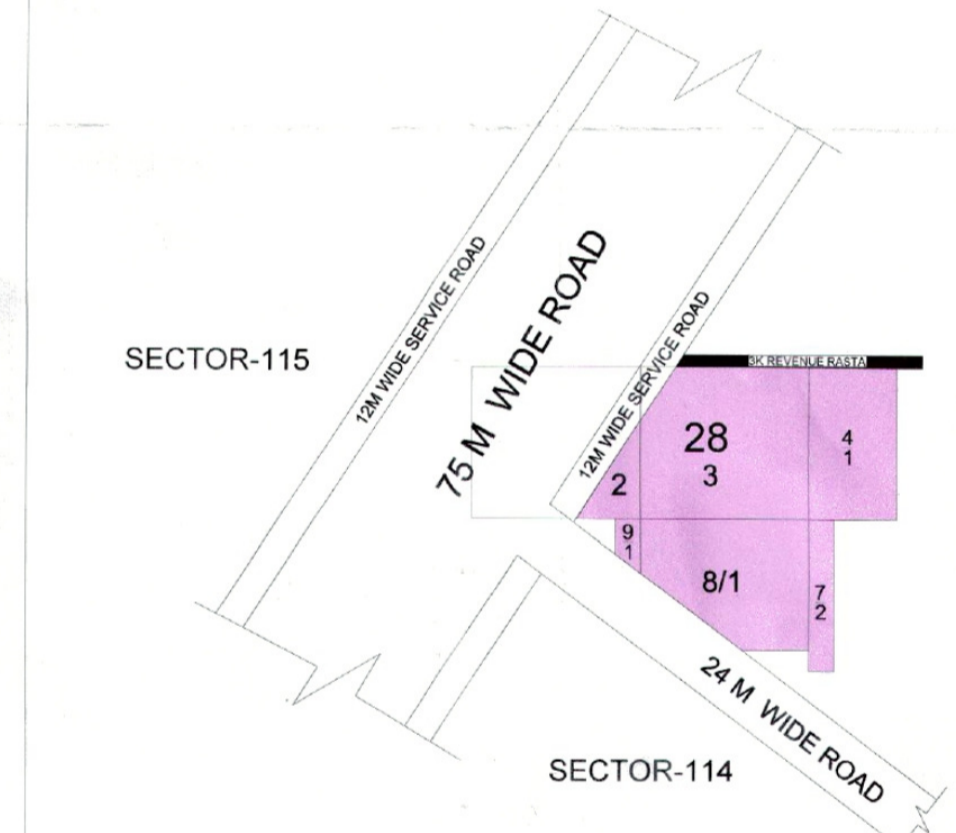 12M WIDE SERVICE ROAD
75 M WIDE ROAD
12M WIDE SERVICE ROAD
SECTOR-115
3K REVENUE RASTA
28
3
4
1
2
9
1
8/1
7
2
24 M WIDE ROAD
SECTOR-114